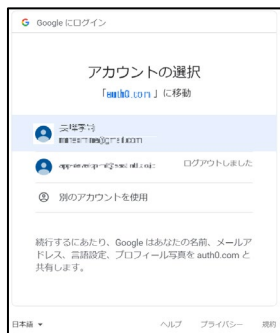 Google にログイン
アカウントの選択
「auth0.com」に移動
ログアウトしました
別のアカウントを使用
続行するにあたり、Google はあなたの名前、メールア
ドレス、言語設定、プロフィール写真を auth0.com と
共有します。
日本語 ヘルプ プライバシー 規約